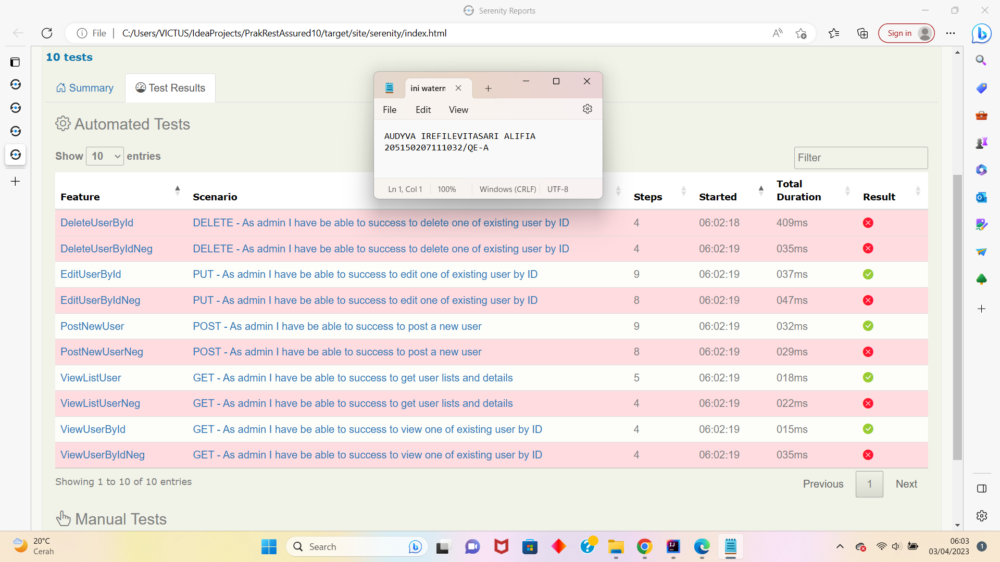 Serenity Reports
File C:/Users/VICTUS/IdeaProjects/PrakRestAssured10/target/site/serenity/index.html
Sign in
10 tests
Summary Test Results
ini watern
File Edit View
AUDYVA IREFILEVITASARI ALIFIA
205150207111032/QE-A
Ln 1, Col 1 100% Windows (CRLF) UTF-8
Automated Tests
Show 10 entries
Filter
Feature Scenario Steps Started Total Duration Result
DeleteUserById DELETE - As admin I have be able to success to delete one of existing user by ID 4 06:02:18 409ms
DeleteUserByIdNeg DELETE - As admin I have be able to success to delete one of existing user by ID 4 06:02:19 035ms
EditUserById PUT - As admin I have be able to success to edit one of existing user by ID 9 06:02:19 037ms
EditUserByIdNeg PUT - As admin I have be able to success to edit one of existing user by ID 8 06:02:19 047ms
PostNewUser POST - As admin I have be able to success to post a new user 9 06:02:19 032ms
PostNewUserNeg POST - As admin I have be able to success to post a new user 8 06:02:19 029ms
ViewListUser GET - As admin I have be able to success to get user lists and details 5 06:02:19 018ms
ViewListUserNeg GET - As admin I have be able to success to get user lists and details 4 06:02:19 022ms
ViewUserById GET - As admin I have be able to success to view one of existing user by ID 4 06:02:19 015ms
ViewUserByIdNeg GET - As admin I have be able to success to view one of existing user by ID 4 06:02:19 035ms
Showing 1 to 10 of 10 entries
Previous 1 Next
Manual Tests
20°C
Cerah
Search
06:03
03/04/2023
1